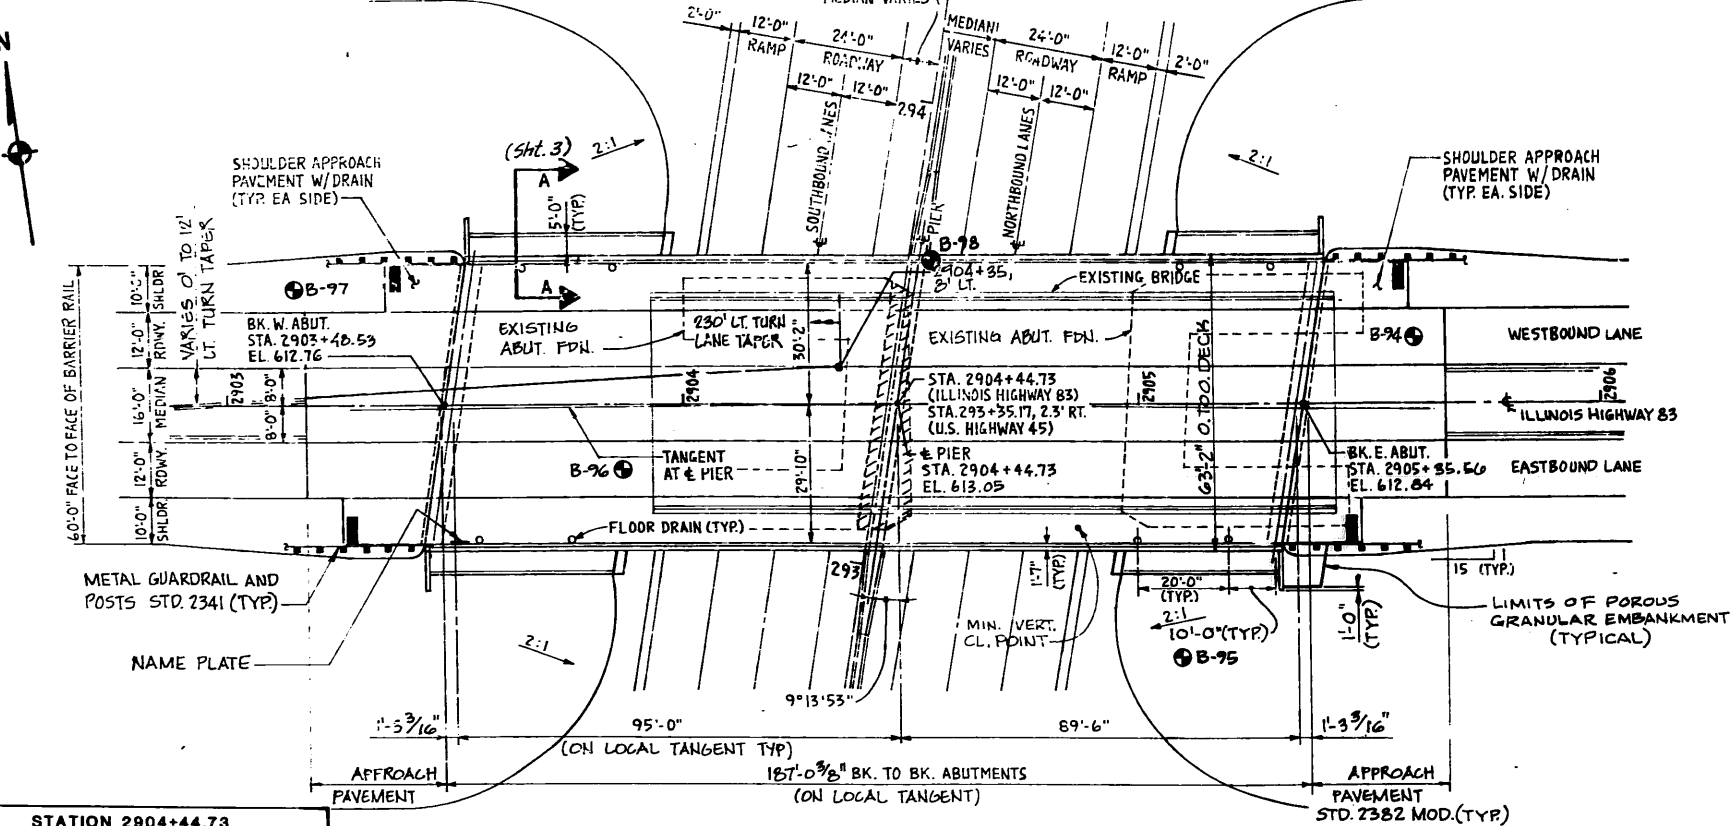 N
MEDIAN VARIES
2'-0"
12'-0"
RAMP
24'-0"
ROADWAY
12'-0"
12'-0"
294
MEDIAN
VARIES
24'-0"
ROADWAY
12'-0"
RAMP
2'-0"
12'-0"
12'-0"
SOUTHBOUND LANES
℄ PIER
NORTHBOUND LANES
℄
(Sht. 3)
A
A
2:1
2:1
5'-0"
(TYP.)
SHOULDER APPROACH
PAVEMENT W/DRAIN
(TYP. EA. SIDE)
SHOULDER APPROACH
PAVEMENT W/DRAIN
(TYP. EA. SIDE)
VARIES 0' TO 12'
LT. TURN TAPER
B-97
B-98
2904+35,
3' LT.
EXISTING BRIDGE
60'-0" FACE TO FACE OF BARRIER RAIL
10'-0"
SHLDR.
12'-0"
RDWY.
16'-0"
MEDIAN
12'-0"
RDWY.
10'-0"
SHLDR.
8'-0"
8'-0"
BK. W. ABUT.
STA. 2903+48.53
EL. 612.76
EXISTING
ABUT. FDN.
230' LT. TURN
LANE TAPER
30'-2"
EXISTING ABUT. FDN.
63'-2" O. TO O. DECK
B-94
WESTBOUND LANE
2903
2904
2905
2906
STA. 2904+44.73
(ILLINOIS HIGHWAY 83)
STA. 293+35.17, 2.3' RT.
(U.S. HIGHWAY 45)
℄ ILLINOIS HIGHWAY 83
B-96
TANGENT
AT ℄ PIER
29'-10"
℄ PIER
STA. 2904+44.73
EL. 613.05
BK. E. ABUT.
STA. 2905+35.56
EL. 612.84
EASTBOUND LANE
FLOOR DRAIN (TYP.)
293
1'-7"
(TYP.)
METAL GUARDRAIL AND
POSTS STD. 2341 (TYP.)
NAME PLATE
2:1
MIN. VERT.
CL. POINT
20'-0"
(TYP.)
2:1
10'-0" (TYP.)
B-95
1'-0"
(TYP.)
15 (TYP.)
LIMITS OF POROUS
GRANULAR EMBANKMENT
(TYPICAL)
9°13'53"
95'-0"
(ON LOCAL TANGENT TYP)
89'-6"
1'-3 3/16"
1'-3 3/16"
APPROACH
PAVEMENT
187'-0 3/8" BK. TO BK. ABUTMENTS
(ON LOCAL TANGENT)
APPROACH
PAVEMENT
STD. 2382 MOD. (TYP.)
STATION 2904+44.73